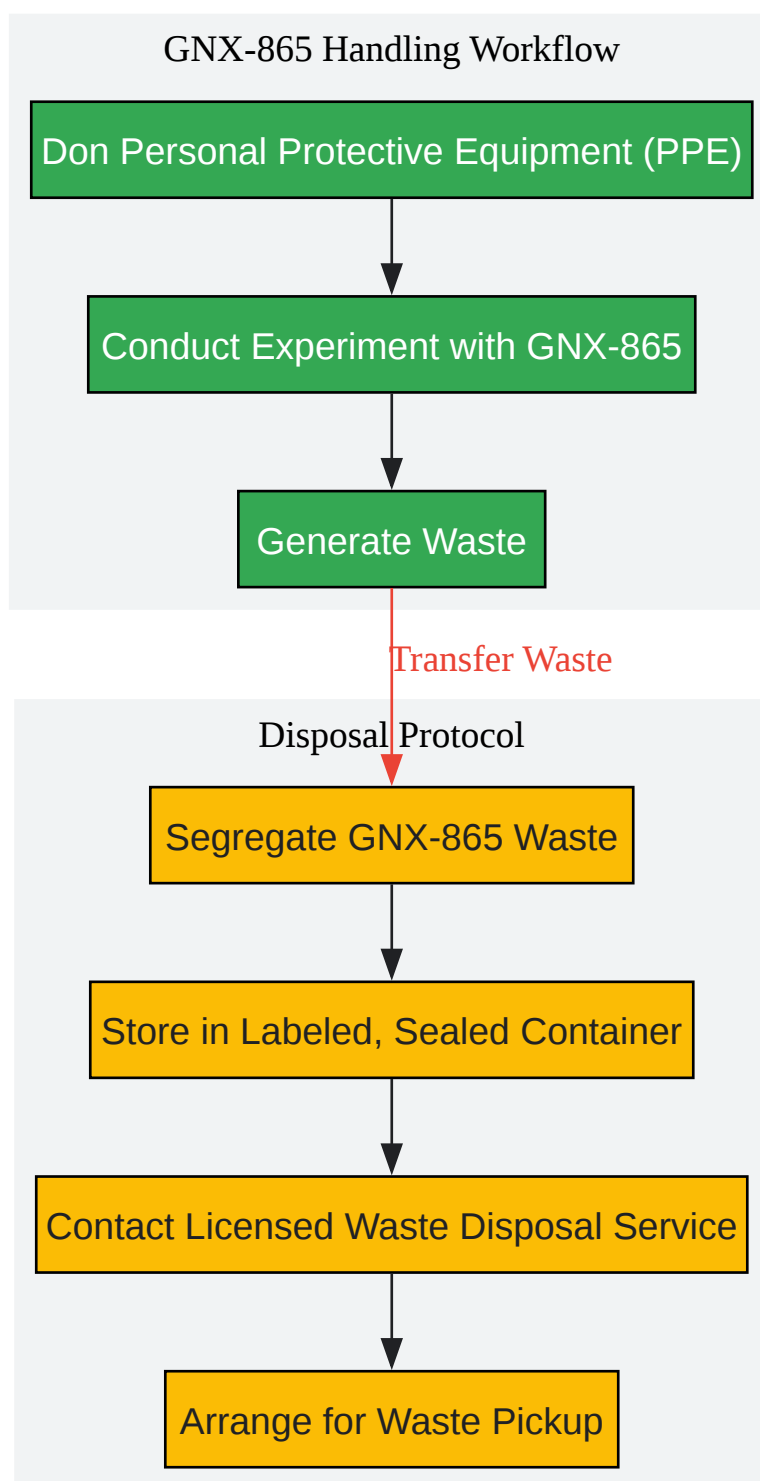 GNX-865 Handling Workflow
Don Personal Protective Equipment (PPE)
Conduct Experiment with GNX-865
Generate Waste
Transfer Waste
Disposal Protocol
Segregate GNX-865 Waste
Store in Labeled, Sealed Container
Contact Licensed Waste Disposal Service
Arrange for Waste Pickup